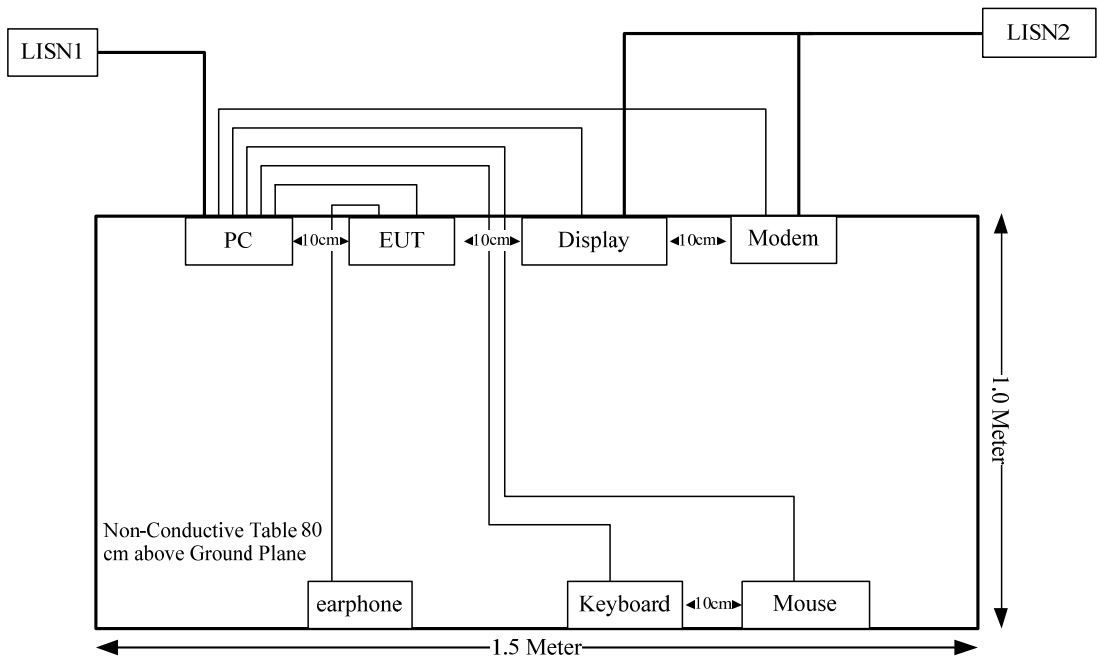 LISN1
LISN2
PC
10cm
EUT
10cm
Display
10cm
Modem
1.0 Meter
Non-Conductive Table 80
cm above Ground Plane
earphone
Keyboard
10cm
Mouse
1.5 Meter